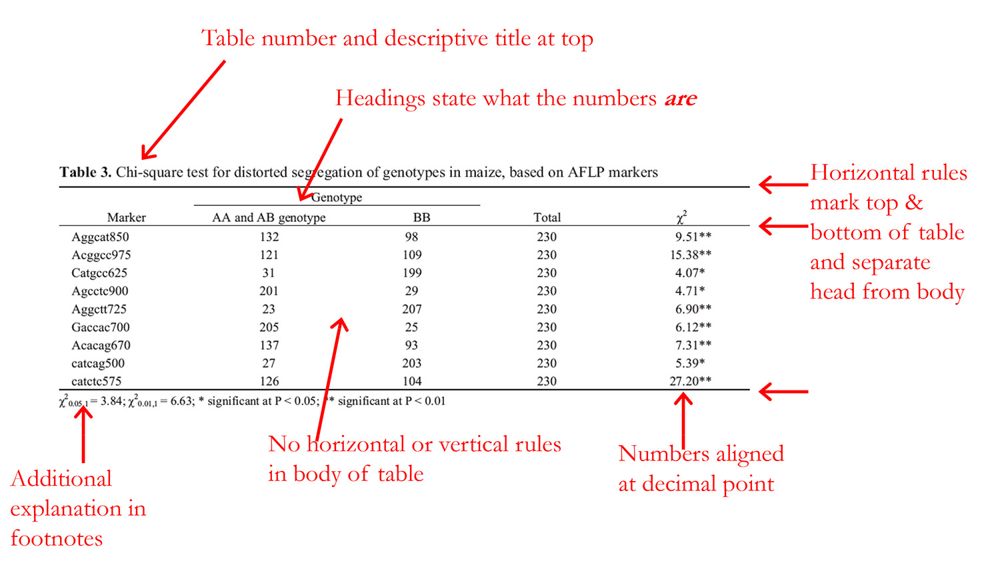 Table number and descriptive title at top
Headings state what the numbers are
Table 3. Chi-square test for distorted segregation of genotypes in maize, based on AFLP markers
Genotype
Marker AA and AB genotype BB Total χ²
Aggcat850 132 98 230 9.51**
Acggcc975 121 109 230 15.38**
Catgcc625 31 199 230 4.07*
Agcctc900 201 29 230 4.71*
Aggctt725 23 207 230 6.90**
Gaccac700 205 25 230 6.12**
Acacag670 137 93 230 7.31**
catcag500 27 203 230 5.39*
catctc575 126 104 230 27.20**
χ²0.05,1 = 3.84; χ²0.01,1 = 6.63; * significant at P < 0.05; ** significant at P < 0.01
Horizontal rules
mark top &
bottom of table
and separate
head from body
No horizontal or vertical rules
in body of table
Numbers aligned
at decimal point
Additional
explanation in
footnotes